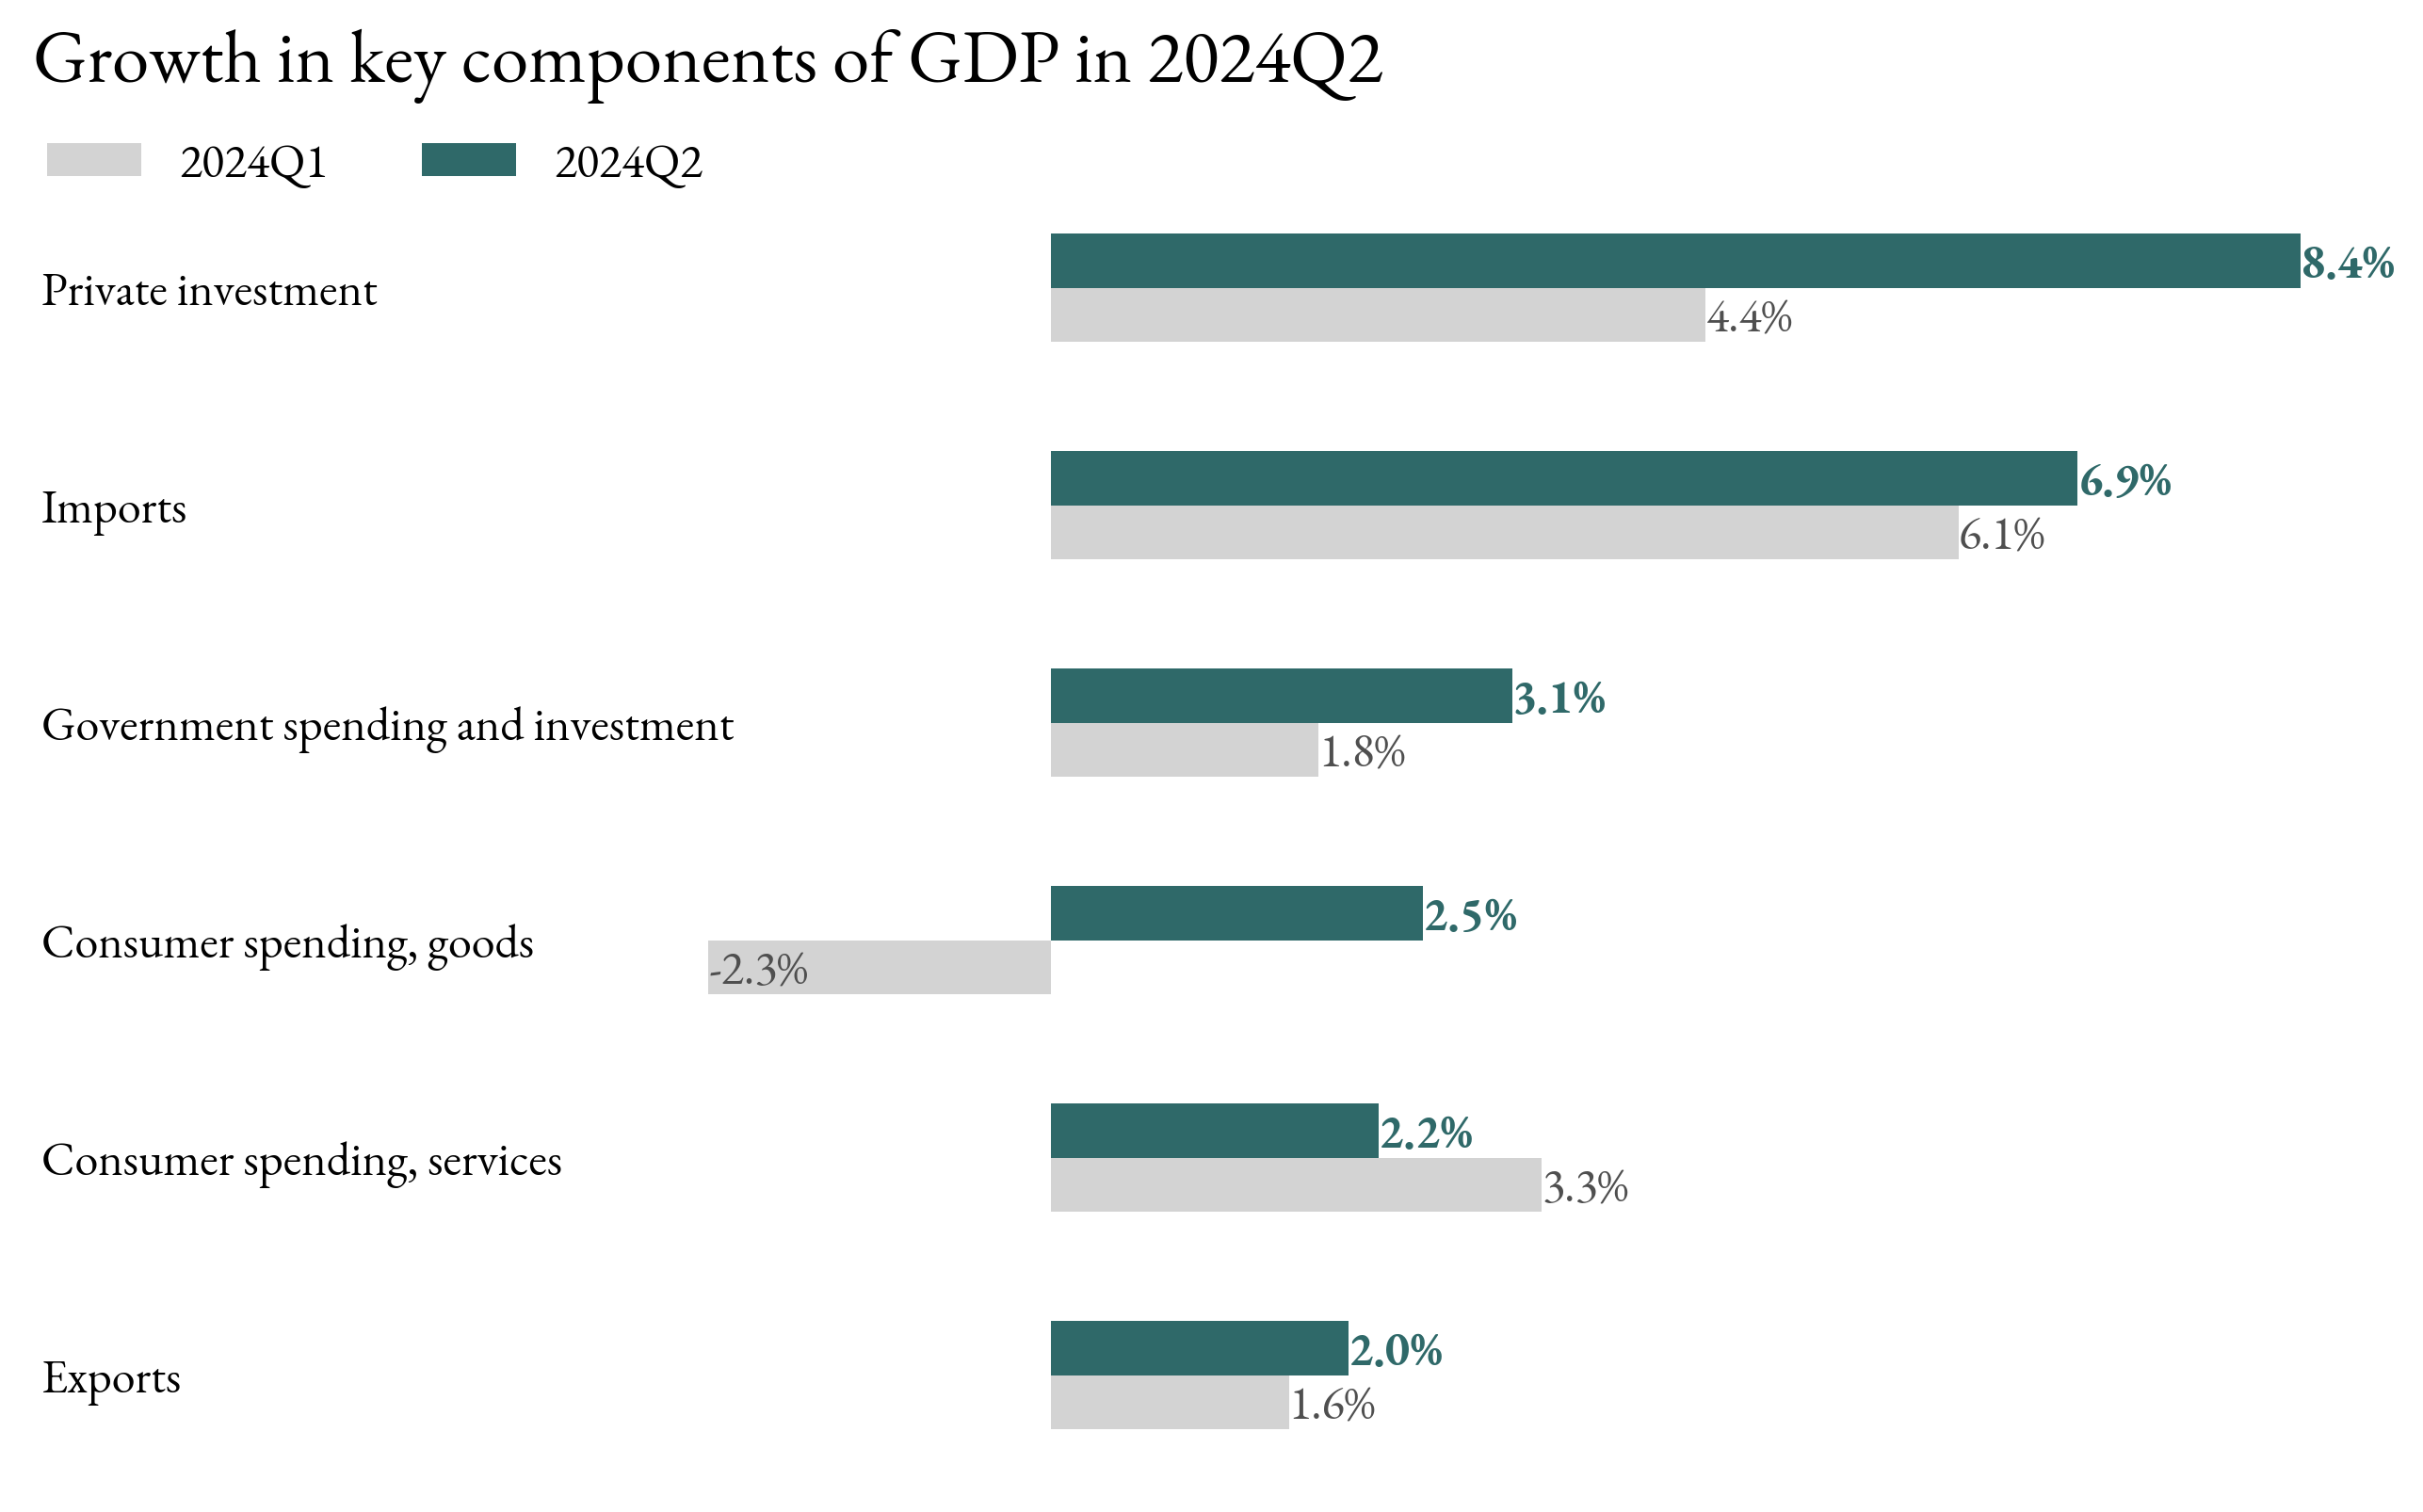 Growth in key components of GDP in 2024Q2
2024Q1 2024Q2
8.4%
Private investment
4.4%
6.9%
Imports
6.1%
3.1%
Government spending and investment
1.8%
2.5%
Consumer spending, goods
-2.3%
2.2%
Consumer spending, services
3.3%
2.0%
Exports
1.6%